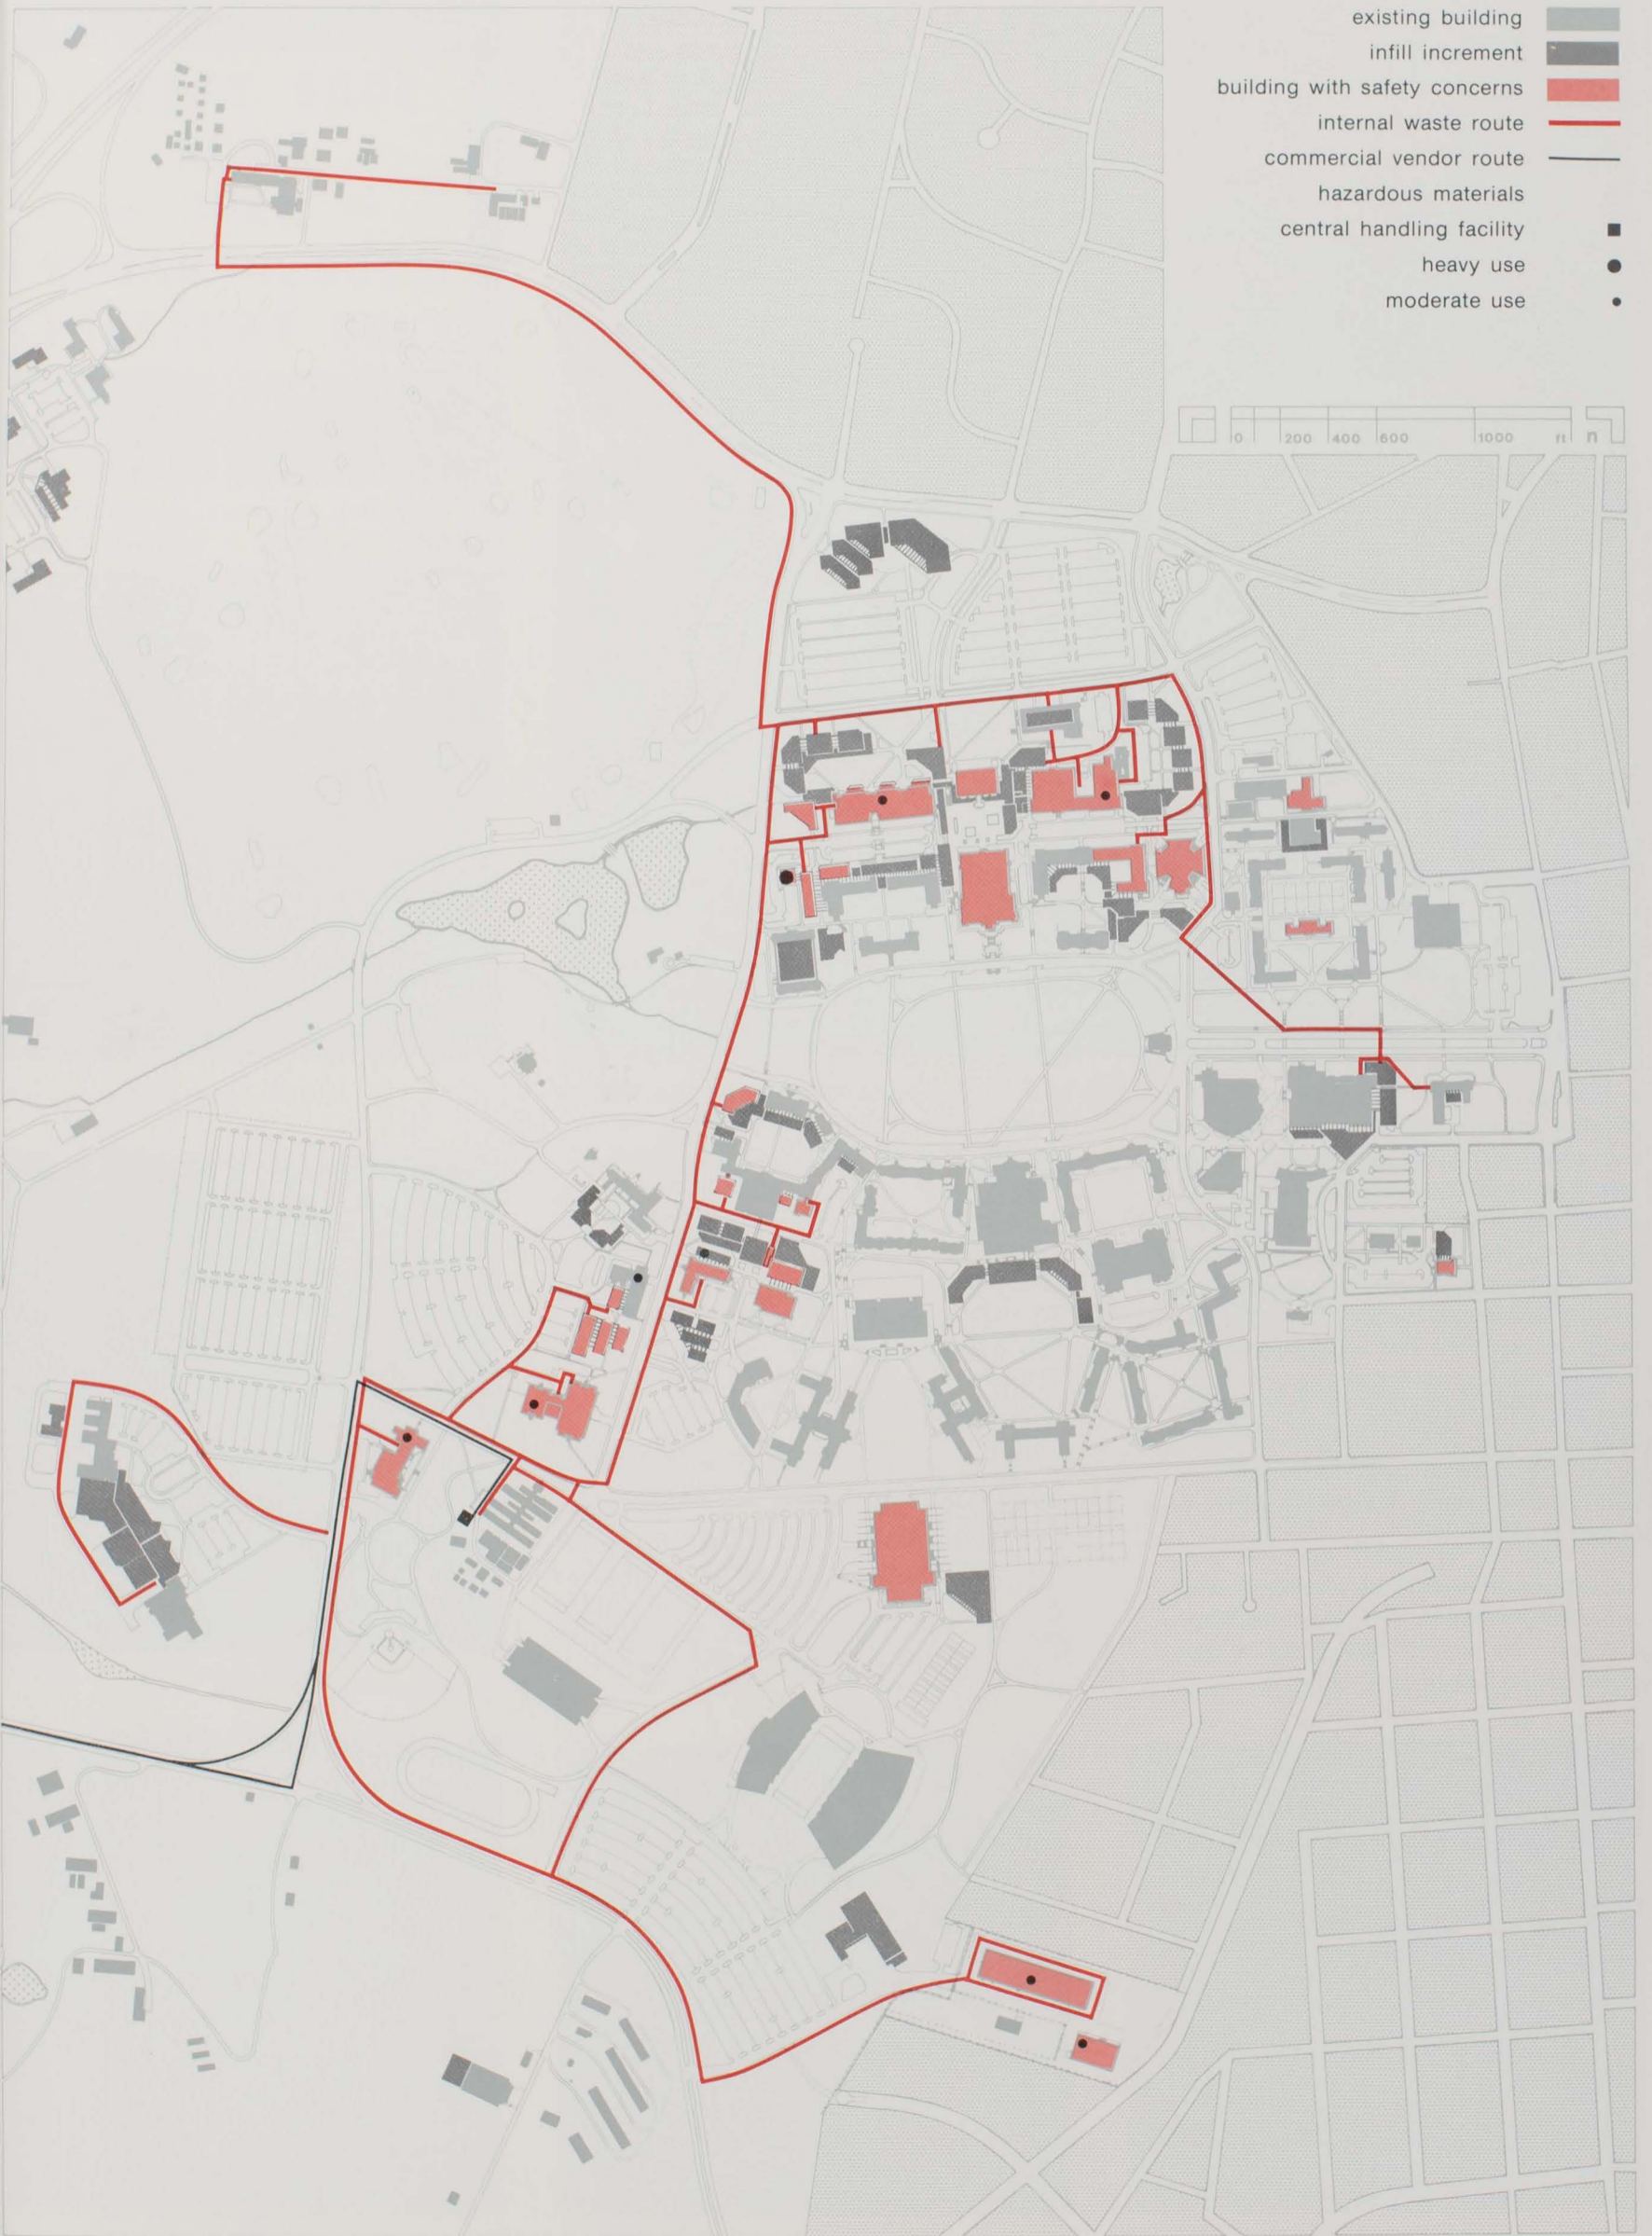 existing building
infill increment
building with safety concerns
internal waste route
commercial vendor route
hazardous materials
central handling facility
heavy use
moderate use
0 200 400 600 1000 ft n